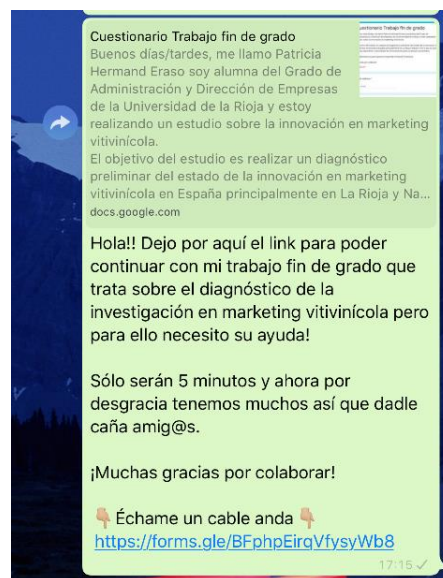 Cuestionario Trabajo fin de grado
Buenos días/tardes, me llamo Patricia
Hermand Eraso soy alumna del Grado de
Administración y Dirección de Empresas
de la Universidad de la Rioja y estoy
realizando un estudio sobre la innovación en marketing
vitivinícola.
El objetivo del estudio es realizar un diagnóstico
preliminar del estado de la innovación en marketing
vitivinícola en España principalmente en La Rioja y Na...
docs.google.com
Hola!! Dejo por aquí el link para poder
continuar con mi trabajo fin de grado que
trata sobre el diagnóstico de la
investigación en marketing vitivinícola pero
para ello necesito su ayuda!
Sólo serán 5 minutos y ahora por
desgracia tenemos muchos así que dadle
caña amig@s.
¡Muchas gracias por colaborar!
👇🏼 Échame un cable anda 👇🏼
https://forms.gle/BFphpEirqVfysyWb8
17:15 ✓